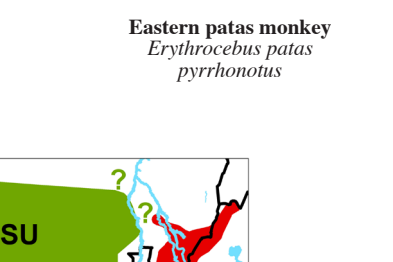 Eastern patas monkey
Erythrocebus patas
pyrrhonotus
?
?
SU